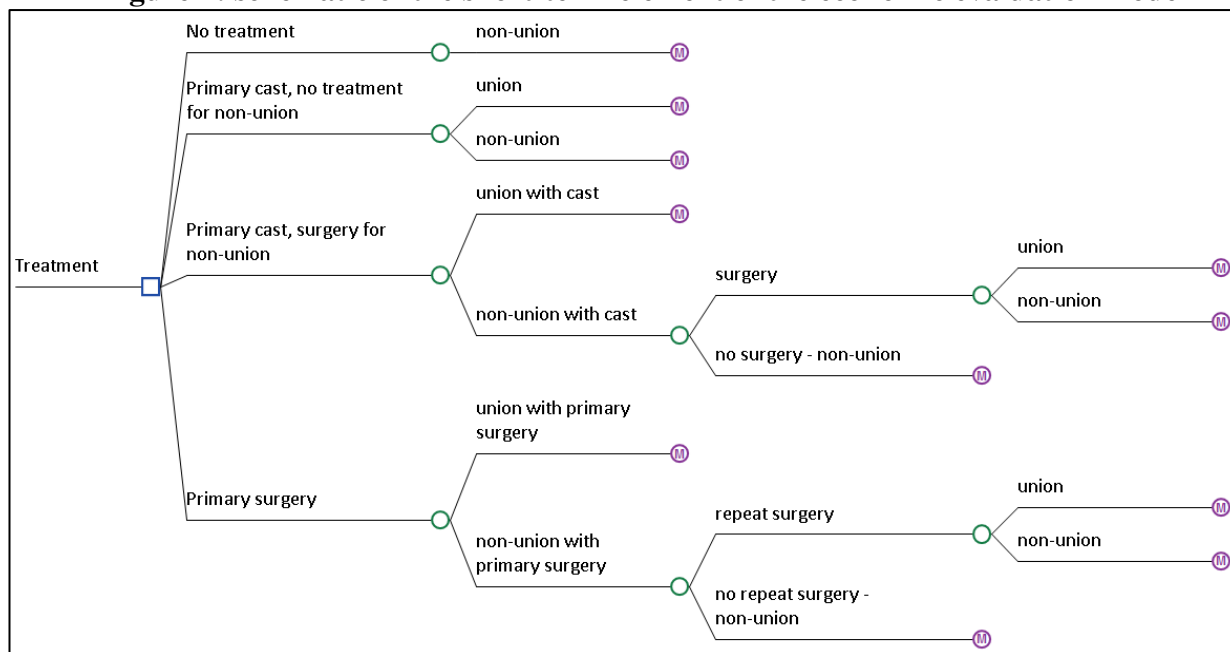 No treatment
non-union
M
Primary cast, no treatment
for non-union
union
M
non-union
M
Treatment
Primary cast, surgery for
non-union
union with cast
M
non-union with cast
surgery
union
M
non-union
M
no surgery - non-union
M
Primary surgery
union with primary
surgery
M
non-union with
primary surgery
repeat surgery
union
M
non-union
M
no repeat surgery -
non-union
M